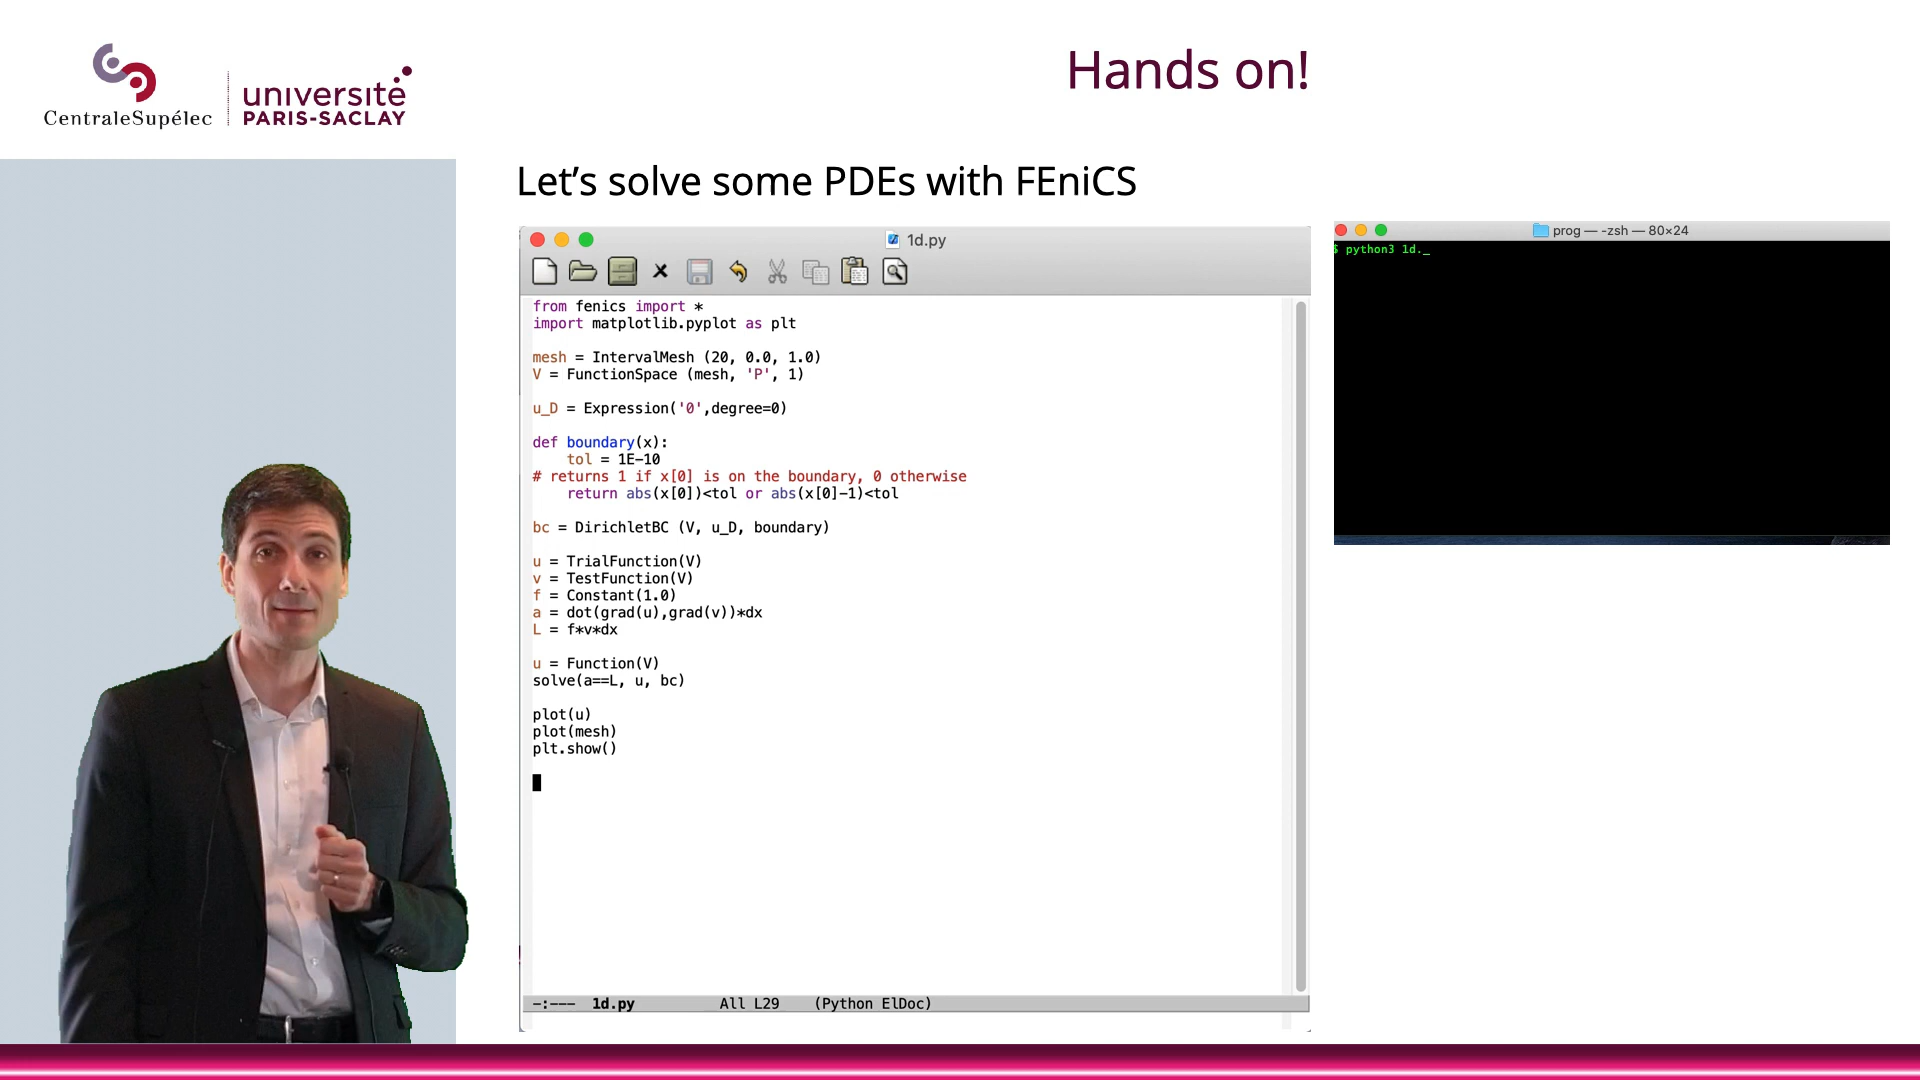 CentraleSupélec
université
PARIS-SACLAY
Hands on!
Let's solve some PDEs with FEniCS
1d.py
from fenics import *
import matplotlib.pyplot as plt
mesh = IntervalMesh (20, 0.0, 1.0)
V = FunctionSpace (mesh, 'P', 1)
u_D = Expression('0',degree=0)
def boundary(x):
    tol = 1E-10
# returns 1 if x[0] is on the boundary, 0 otherwise
    return abs(x[0])<tol or abs(x[0]-1)<tol
bc = DirichletBC (V, u_D, boundary)
u = TrialFunction(V)
v = TestFunction(V)
f = Constant(1.0)
a = dot(grad(u),grad(v))*dx
L = f*v*dx
u = Function(V)
solve(a==L, u, bc)
plot(u)
plot(mesh)
plt.show()
-:--- 1d.py All L29 (Python ElDoc)
prog — -zsh — 80×24
$ python3 1d._